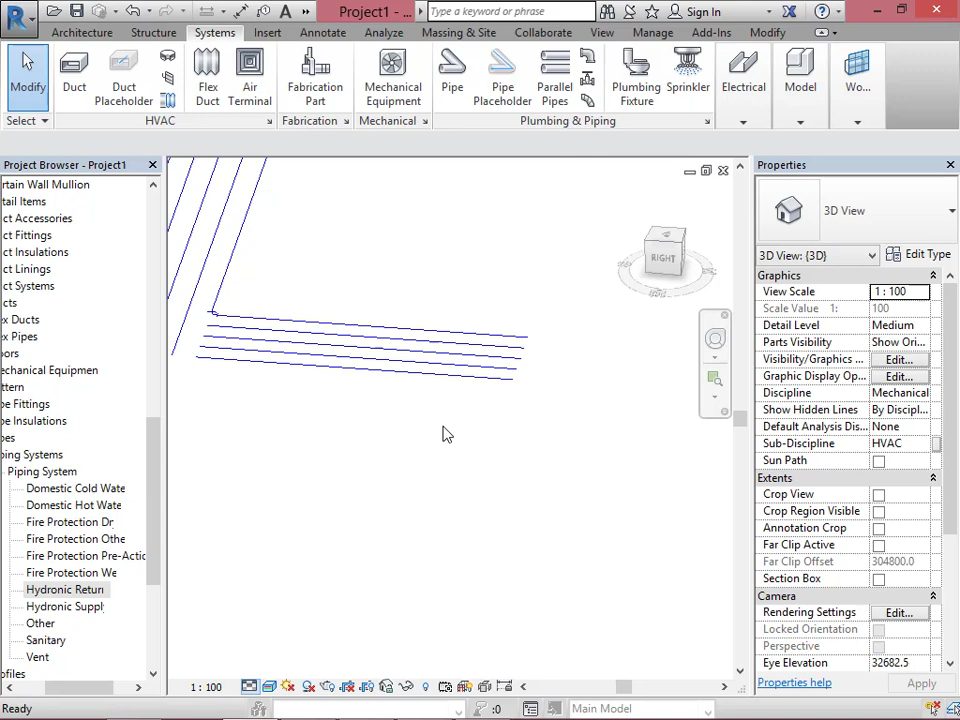 Project1 - ...
Type a keyword or phrase
Sign In
Architecture
Structure
Systems
Insert
Annotate
Analyze
Massing & Site
Collaborate
View
Manage
Add-Ins
Modify
Modify
Duct
Duct Placeholder
Flex Duct
Air Terminal
Fabrication Part
Mechanical Equipment
Pipe
Pipe Placeholder
Parallel Pipes
Plumbing Fixture
Sprinkler
Electrical
Model
Wo...
Select
HVAC
Fabrication
Mechanical
Plumbing & Piping
Project Browser - Project1
rtain Wall Mullion
tail Items
ct Accessories
ct Fittings
ct Insulations
ct Linings
ct Systems
cts
ex Ducts
ex Pipes
oors
echanical Equipmen
ttern
pe Fittings
pe Insulations
pes
ping Systems
Piping System
Domestic Cold Wate
Domestic Hot Wate
Fire Protection Dr
Fire Protection Othe
Fire Protection Pre-Actic
Fire Protection We
Hydronic Return
Hydronic Supply
Other
Sanitary
Vent
ofiles
RIGHT
Properties
3D View
3D View: {3D}
Edit Type
Graphics
View Scale 1 : 100
Scale Value 1: 100
Detail Level Medium
Parts Visibility Show Ori...
Visibility/Graphics ... Edit...
Graphic Display Op... Edit...
Discipline Mechanical
Show Hidden Lines By Discipl...
Default Analysis Dis... None
Sub-Discipline HVAC
Sun Path
Extents
Crop View
Crop Region Visible
Annotation Crop
Far Clip Active
Far Clip Offset 304800.0
Section Box
Camera
Rendering Settings Edit...
Locked Orientation
Perspective
Eye Elevation 32682.5
Properties help
Apply
1 : 100
Ready
:0
Main Model